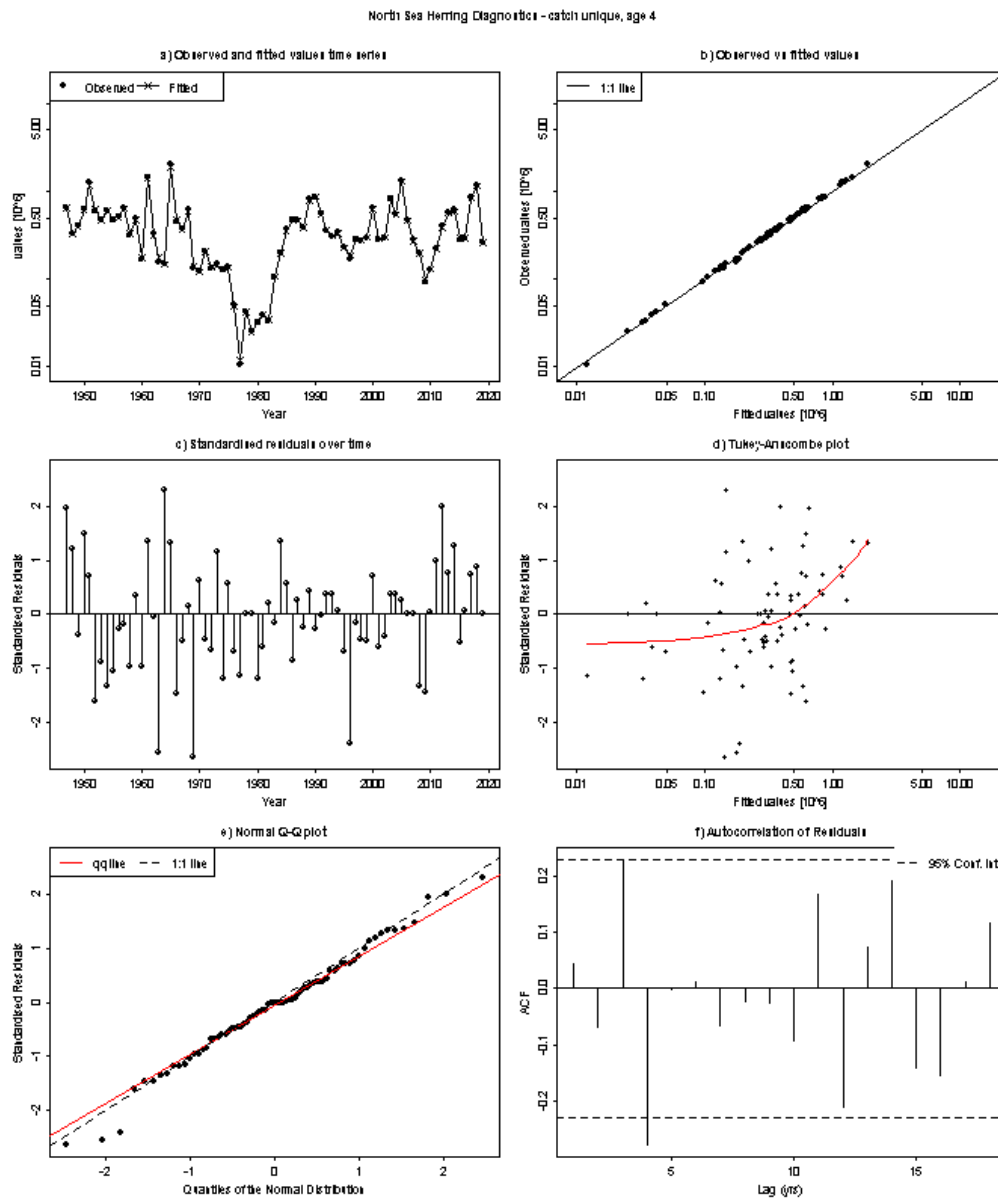 North Sea Herring Diagnostics - catch unique, age 4
a) Observed and fitted values time series
Observed Fitted
values [10^6]
5.00
0.50
0.05
0.01
1950 1960 1970 1980 1990 2000 2010 2020
Year
b) Observed vs fitted values
1:1 line
Observed values [10^6]
5.00
0.50
0.05
0.01
0.01 0.05 0.10 0.50 1.00 5.00 10.00
Fitted values [10^6]
c) Standardised residuals over time
Standardised Residuals
2
1
0
-1
-2
1950 1960 1970 1980 1990 2000 2010 2020
Year
d) Tukey-Anscombe plot
Standardised Residuals
2
1
0
-1
-2
0.01 0.05 0.10 0.50 1.00 5.00 10.00
Fitted values [10^6]
e) Normal Q-Q plot
qq line 1:1 line
Standardised Residuals
2
1
0
-1
-2
-2 -1 0 1 2
Quantiles of the Normal Distribution
f) Autocorrelation of Residuals
95% Conf. Int
ACF
0.2
0.1
0.0
-0.1
-0.2
5 10 15
Lag (yrs)